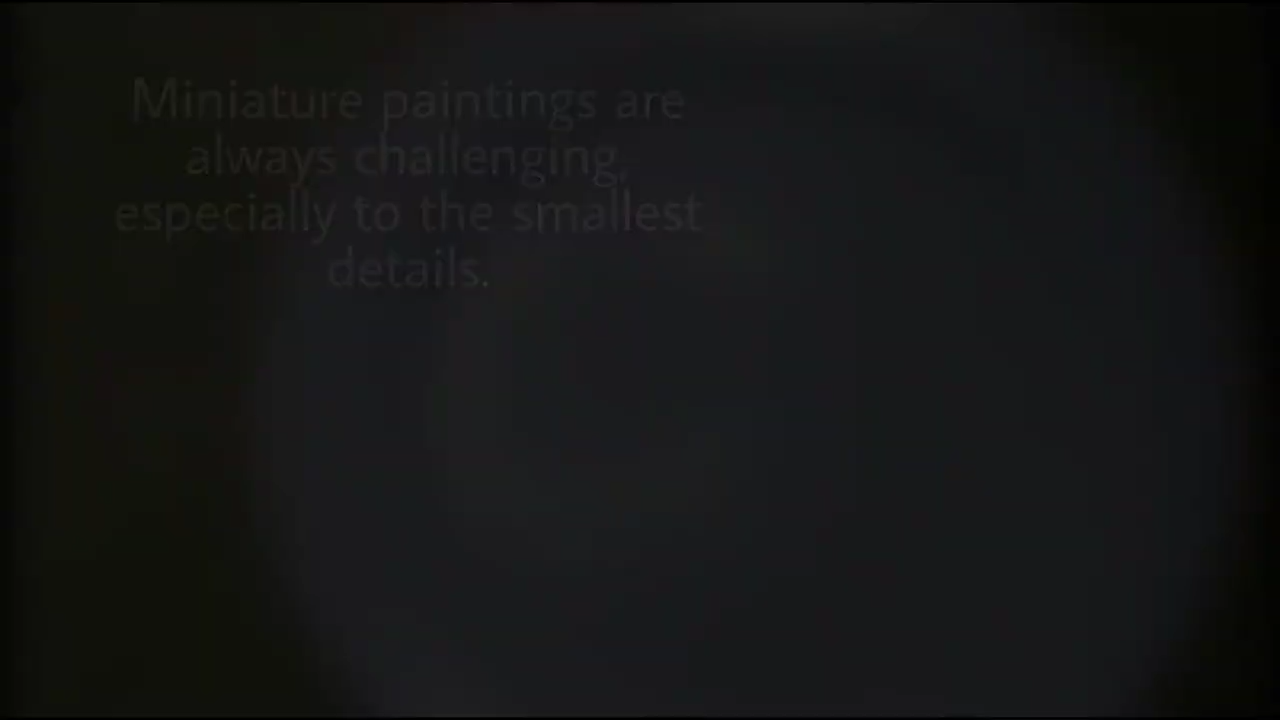 Miniature paintings are
always challenging,
especially to the smallest
details.